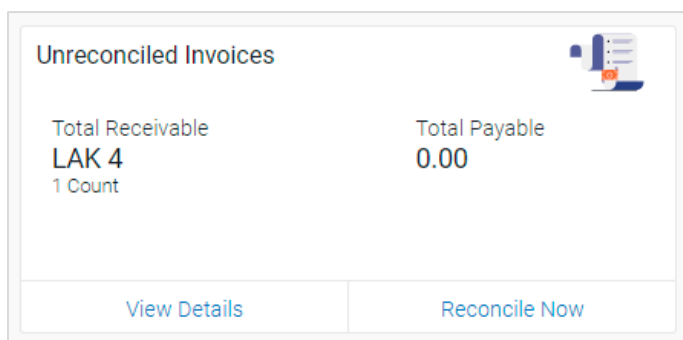 Unreconciled Invoices
Total Receivable
LAK 4
1 Count
Total Payable
0.00
View Details
Reconcile Now